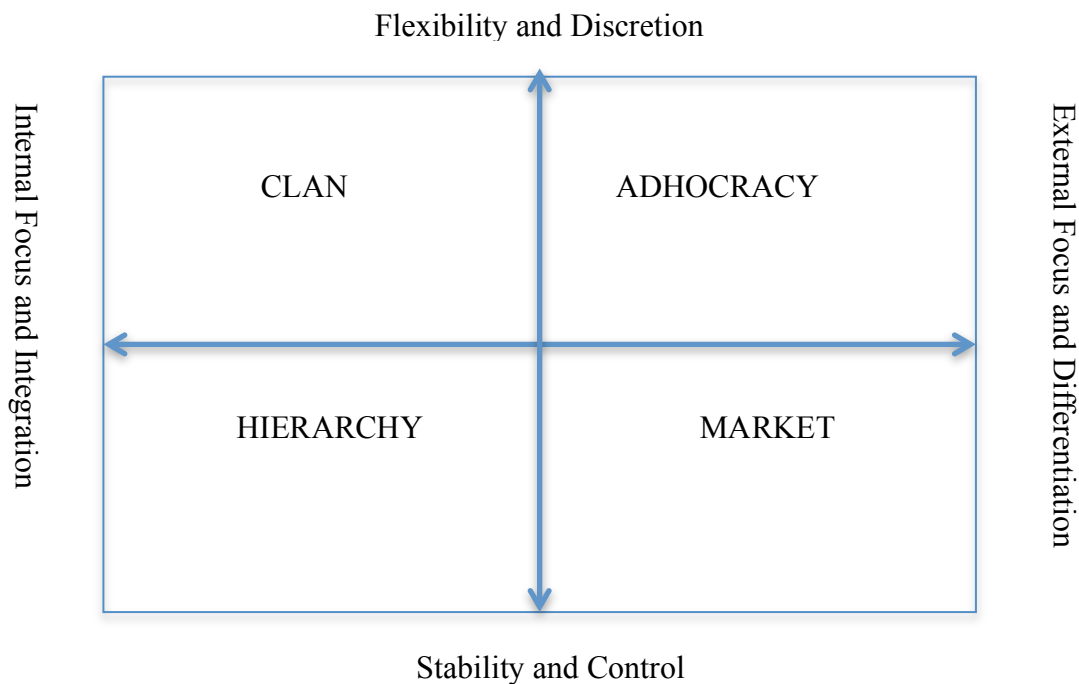 Flexibility and Discretion
Internal Focus and Integration
External Focus and Differentiation
CLAN
ADHOCRACY
HIERARCHY
MARKET
Stability and Control